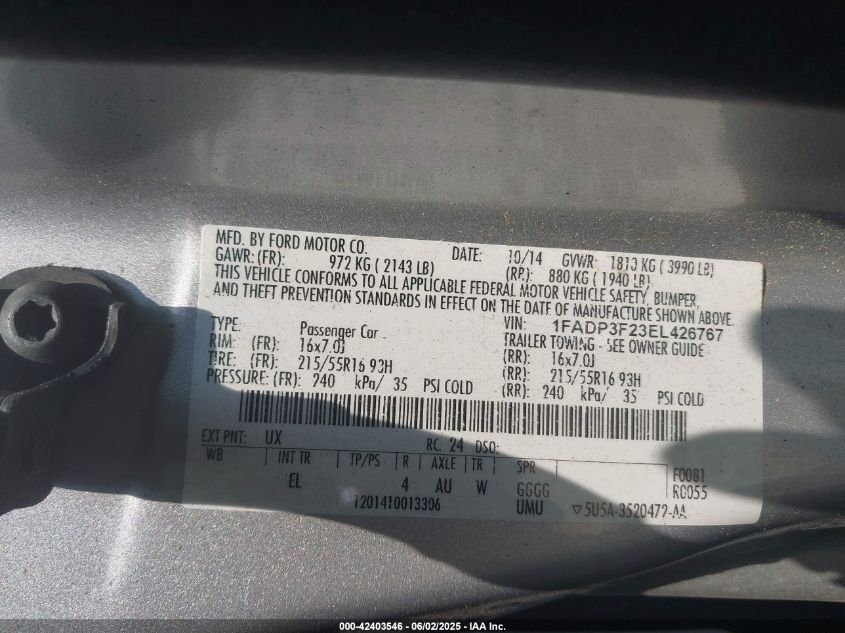 MFD. BY FORD MOTOR CO. DATE: 10/14 GVWR: 1813 KG ( 3990 LB)
GAWR: (FR): 972 KG ( 2143 LB) (RR): 880 KG ( 1940 LB)
THIS VEHICLE CONFORMS TO ALL APPLICABLE FEDERAL MOTOR VEHICLE SAFETY, BUMPER,
AND THEFT PREVENTION STANDARDS IN EFFECT ON THE DATE OF MANUFACTURE SHOWN ABOVE.
VIN: 1FADP3F23EL426767
TYPE: Passenger Car TRAILER TOWING - SEE OWNER GUIDE
RIM: (FR): 16x7.0J (RR): 16x7.0J
TIRE: (FR): 215/55R16 93H (RR): 215/55R16 93H
PRESSURE: (FR): 240 kPa/ 35 PSI COLD (RR): 240 kPa/ 35 PSI COLD
EXT PNT: UX RC: 24 DSO:
WB INT TR TP/PS R AXLE TR SPR F0081
EL 4 AU W GGGG RC055
1201410013306 UMU ▽5U5A-3520472-AA
000-42403546 - 06/02/2025 - IAA Inc.